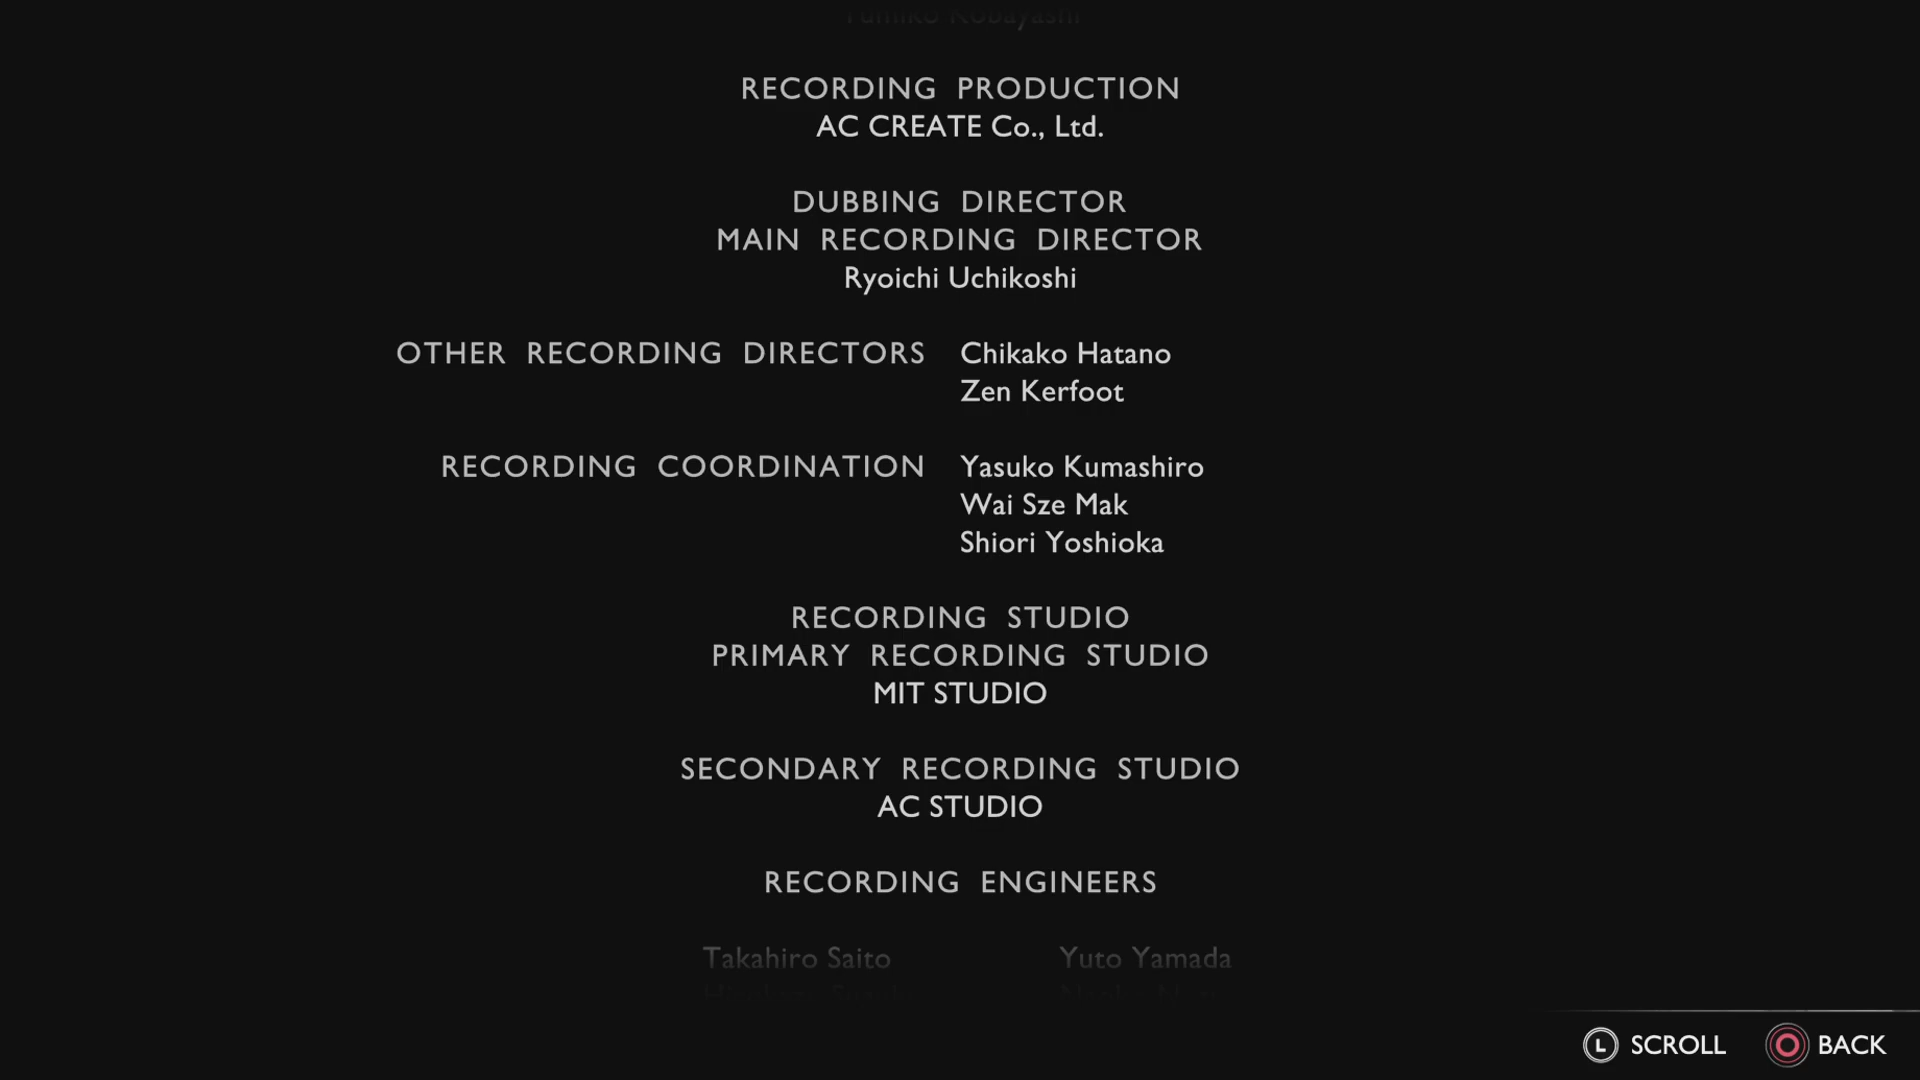 Yumiko Kobayashi
RECORDING PRODUCTION
AC CREATE Co., Ltd.
DUBBING DIRECTOR
MAIN RECORDING DIRECTOR
Ryoichi Uchikoshi
OTHER RECORDING DIRECTORS Chikako Hatano
Zen Kerfoot
RECORDING COORDINATION Yasuko Kumashiro
Wai Sze Mak
Shiori Yoshioka
RECORDING STUDIO
PRIMARY RECORDING STUDIO
MIT STUDIO
SECONDARY RECORDING STUDIO
AC STUDIO
RECORDING ENGINEERS
Takahiro Saito Yuto Yamada
L SCROLL BACK